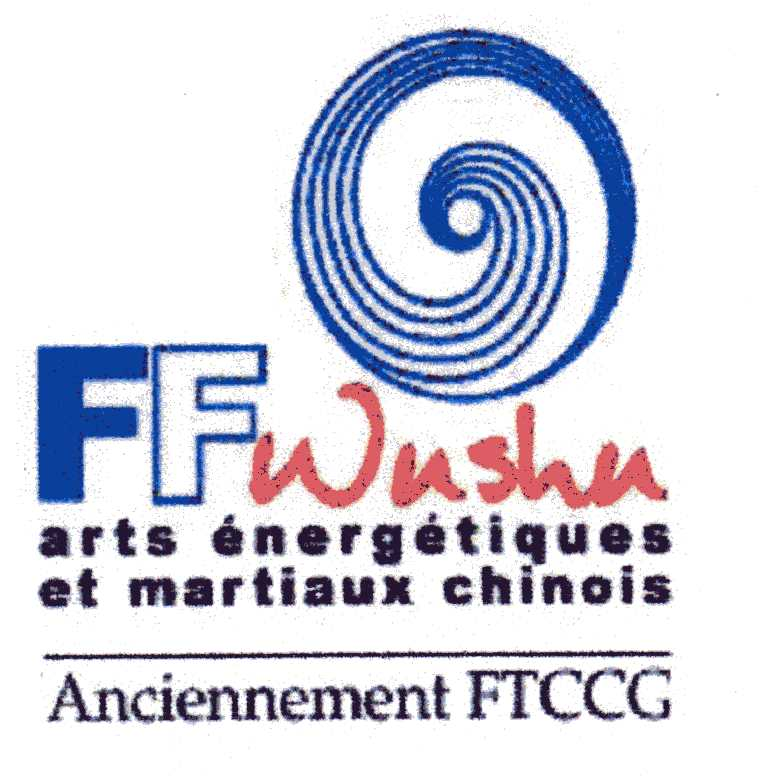 FFWushu
arts énergétiques
et martiaux chinois
Anciennement FTCCG